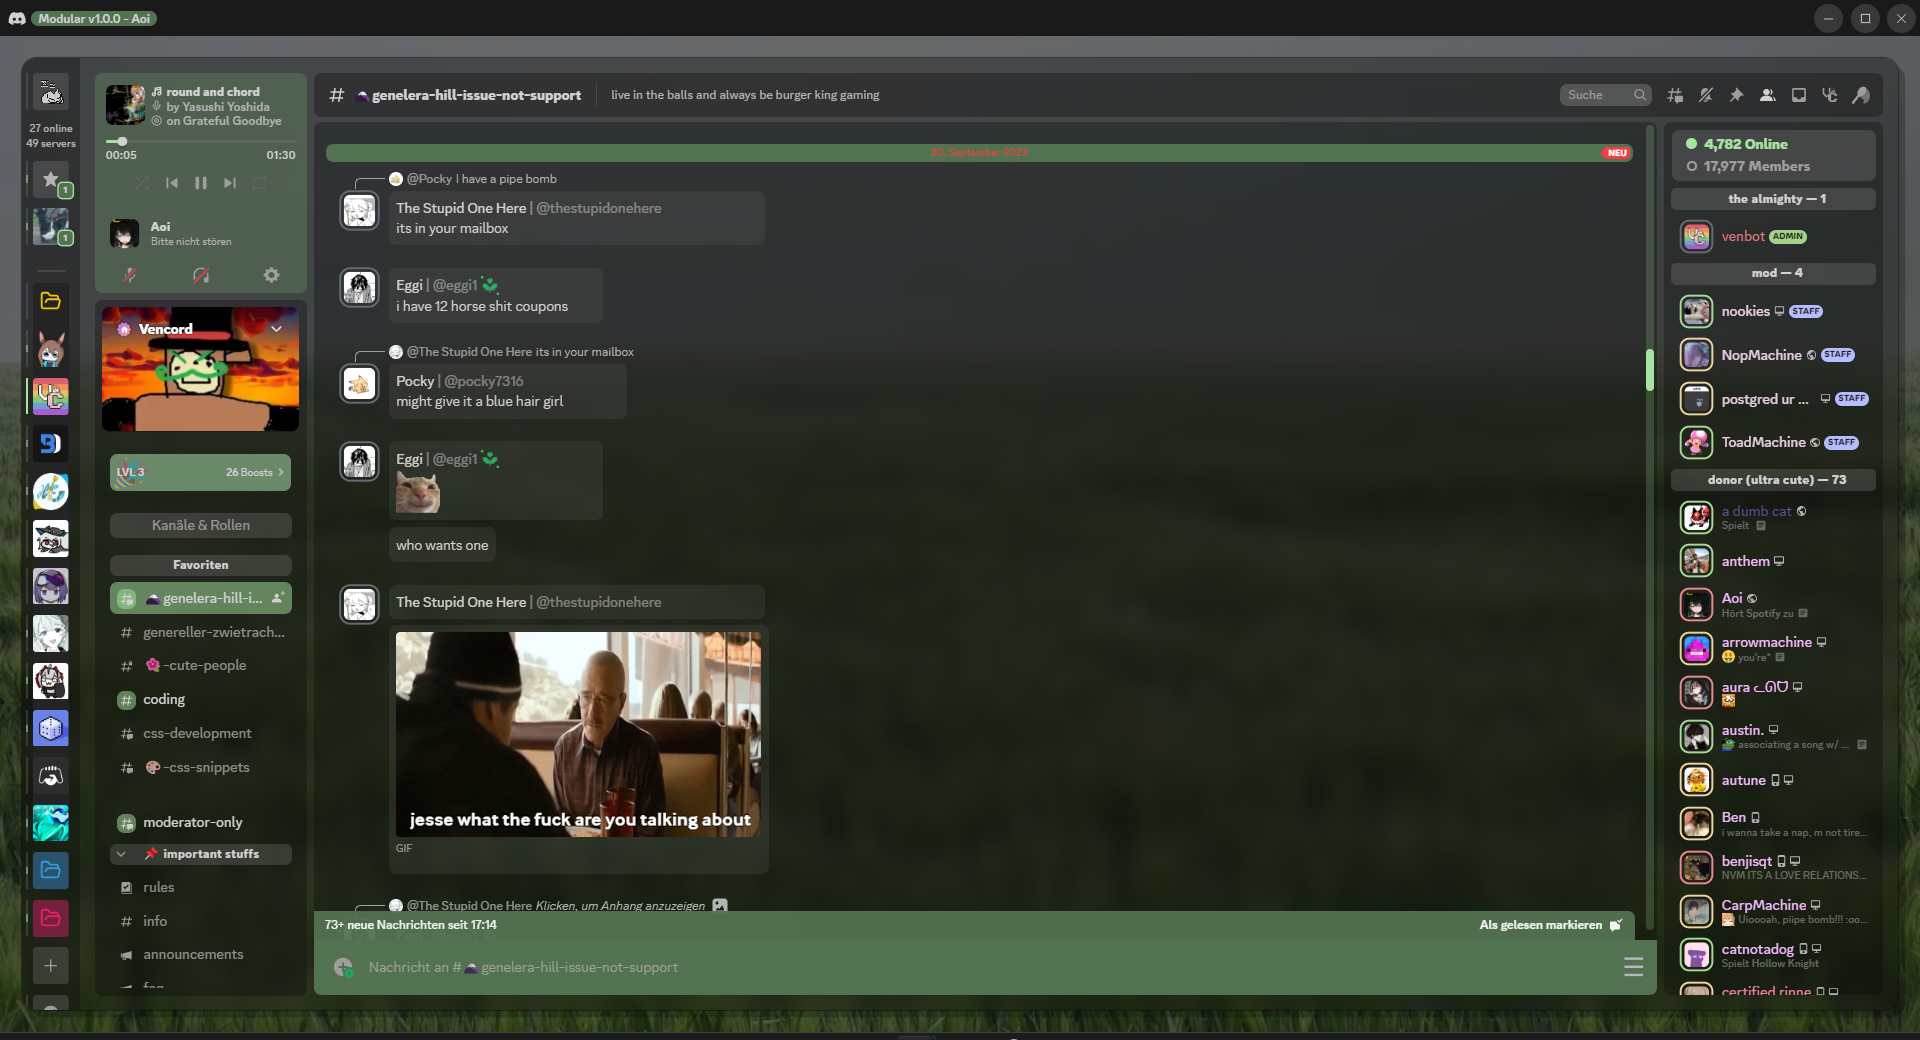 Modular v1.0.0 - Aoi
27 online
49 servers
1
1
round and chord
by Yasushi Yoshida
on Grateful Goodbye
00:05
01:30
Aoi
Bitte nicht stören
Vencord
LVL 3
26 Boosts
Kanäle & Rollen
Favoriten
genelera-hill-i...
genereller-zwietrach...
-cute-people
coding
css-development
-css-snippets
moderator-only
important stuffs
rules
info
announcements
faq
# genelera-hill-issue-not-support
live in the balls and always be burger king gaming
Suche
20. September 2023
NEU
@Pocky I have a pipe bomb
The Stupid One Here | @thestupidonehere
its in your mailbox
Eggi | @eggi1
i have 12 horse shit coupons
@The Stupid One Here its in your mailbox
Pocky | @pocky7316
might give it a blue hair girl
Eggi | @eggi1
who wants one
The Stupid One Here | @thestupidonehere
jesse what the fuck are you talking about
GIF
@The Stupid One Here Klicken, um Anhang anzuzeigen
73+ neue Nachrichten seit 17:14
Als gelesen markieren
Nachricht an # genelera-hill-issue-not-support
4,782 Online
17,977 Members
the almighty — 1
venbot ADMIN
mod — 4
nookies STAFF
NopMachine STAFF
postgred ur ... STAFF
ToadMachine STAFF
donor (ultra cute) — 73
a dumb cat
Spielt
anthem
Aoi
Hört Spotify zu
arrowmachine
you're*
aura
austin.
associating a song w/ ...
autune
Ben
i wanna take a nap, m not tire...
benjisqt
NVM ITS A LOVE RELATIONS...
CarpMachine
Uioooah, piipe bomb!!! :oo...
catnotadog
Spielt Hollow Knight
certified rinne